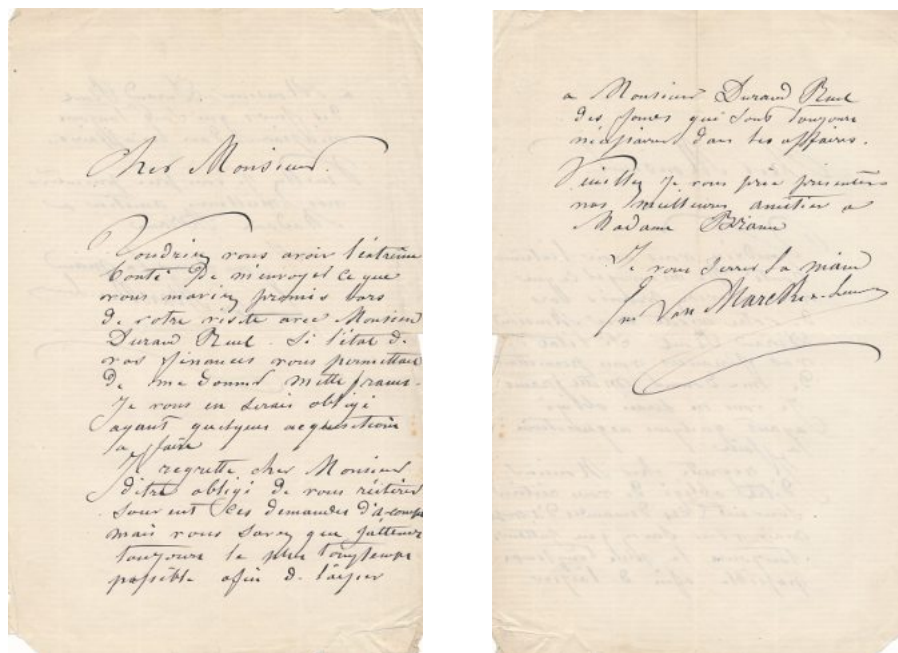 Cher Monsieur
Voudriez vous avoir l'extrême
bonté de m'envoyer ce que
vous m'aviez promis lors
de votre visite avec Monsieur
Durand Ruel. Si l'état de
vos finances vous permettait
de me donner mille francs.
Je vous en serais obligé
ayant quelques acquisitions
à faire
Je regrette cher Monsieur
d'être obligé de vous réitérer
souvent ces demandes d'à-compte
mais vous savez que j'attends
toujours le plus longtemps
possible afin de laisser
a Monsieur Durand Ruel
des sommes qui sont toujours
nécessaires dans les affaires.
Veuillez je vous prie présenter
nos meilleures amitiés a
Madame
Je vous serre la main
Van Marcke